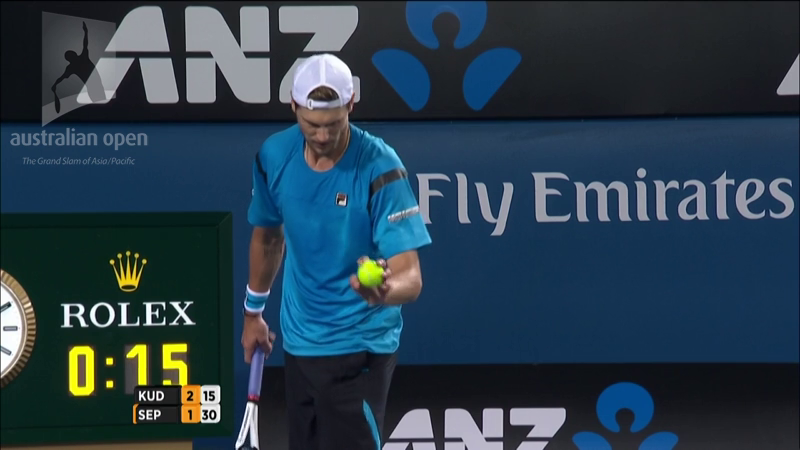 ANZ
australian open
The Grand Slam of Asia/Pacific
Fly Emirates
ROLEX
0:15
KUD 2 15
SEP 1 30
ANZ